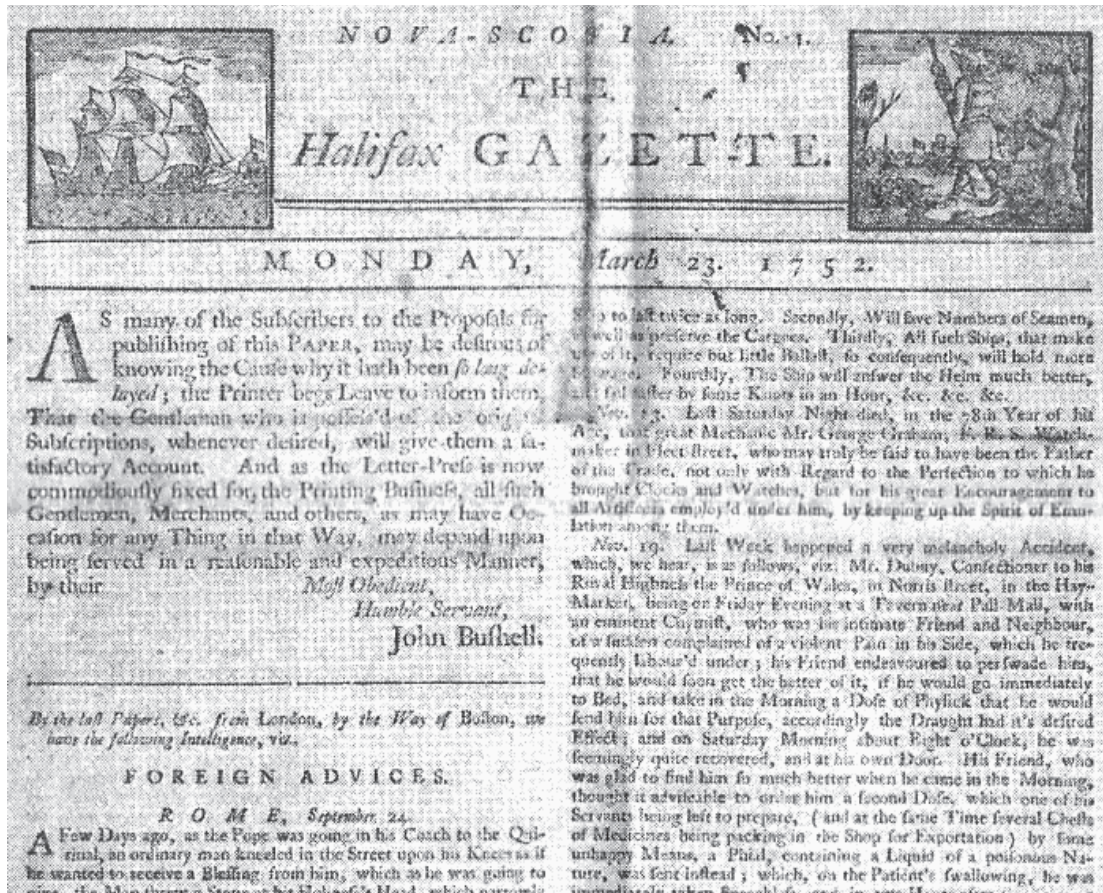 NOVA-SCOTIA. No. 1.
THE
Halifax GAZETTE.
MONDAY, March 23. 1752.
AS many of the Subſcribers to the Propoſals for
publiſhing of this PAPER, may be deſirous of
knowing the Cauſe why it hath been ſo long de-
layed; the Printer begs Leave to inform them,
That the Gentleman who is poſſeſs'd of the original
Subſcriptions, whenever deſired, will give them a ſa-
tisfactory Account. And as the Letter-Preſs is now
commodiouſly fixed for the Printing Buſineſs, all ſuch
Gentlemen, Merchants, and others, as may have Oc-
caſion for any Thing in that Way, may depend upon
being ſerved in a reaſonable and expeditious Manner,
by their Moſt Obedient,
Humble Servant,
John Buſhell.
By the laſt Papers, &c. from London, by the Way of Boſton, we
have the following Intelligence, viz.
FOREIGN ADVICES.
ROME, September 24.
A Few Days ago, as the Pope was going in his Coach to the Qui-
rinal, an ordinary man kneeled in the Street upon his Knees as if
he wanted to receive a Bleſſing from him, which as he was going to
give, the Man threw a Stone at his Holineſs's Head, which narrowly
to laſt twice as long. Secondly, Will ſave Numbers of Seamen,
as well as preſerve the Cargoes. Thirdly, All ſuch Ships, that make
uſe of it, require but little Ballaſt, ſo conſequently, will hold more
Fourthly, The Ship will anſwer the Helm much better,
and ſail faſter by ſome Knots in an Hour, &c. &c. &c.
Nov. 23. Laſt Saturday Night died, in the 78th Year of his
Age, that great Mechanic Mr. George Graham, F. R. S. Watch-
maker in Fleet ſtreet, who may truly be ſaid to have been the Father
of the Trade, not only with Regard to the Perfection to which he
brought Clocks and Watches, but for his great Encouragement to
all Artificers employ'd under him, by keeping up the Spirit of Emu-
lation among them.
Nov. 19. Laſt Week happened a very melancholy Accident,
which, we hear, is as follows, viz: Mr. Dubuy, Confectioner to his
Royal Highneſs the Prince of Wales, in Norris ſtreet, in the Hay-
Market, being on Friday Evening at a Tavern near Pall Mall, with
an eminent Chymiſt, who was his intimate Friend and Neighbour,
of a ſudden complained of a violent Pain in his Side, which he fre-
quently labour'd under; his Friend endeavoured to perſwade him,
that he would ſoon get the better of it, if he would go immediately
to Bed, and take in the Morning a Doſe of Phyſick that he would
ſend him for that Purpoſe, accordingly the Draught had it's deſired
Effect; and on Saturday Morning about Eight o'Clock, he was
ſeemingly quite recovered, and at his own Door. His Friend, who
was glad to find him ſo much better when he came in the Morning,
thought it adviſeable to order him a ſecond Doſe, which one of his
Servants being left to prepare, (and at the ſame Time ſeveral Cheſts
of Medicines being packing in the Shop for Exportation) by ſome
unhappy Means, a Phial, containing a Liquid of a poiſonous Na-
ture, was ſent inſtead; which, on the Patient's ſwallowing, he was
immediately taken